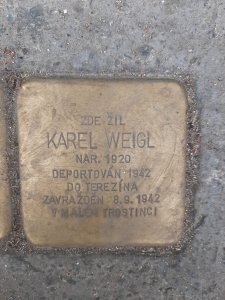 ZDE ŽIL
KAREL WEIGL
NAR. 1920
DEPORTOVÁN 1942
DO TEREZÍNA
ZAVRAŽDĚN 8.9.1942
V MALÉM TROSTINCI